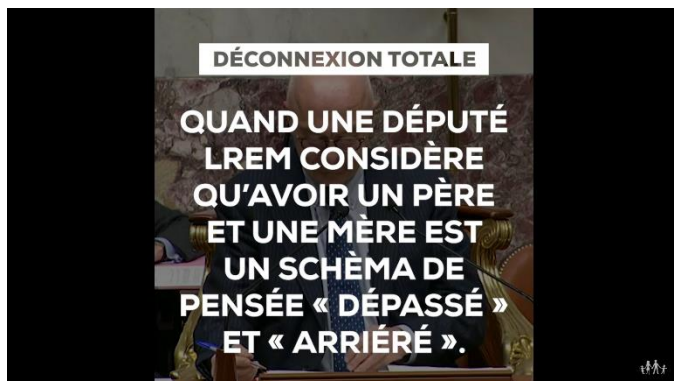 DÉCONNEXION TOTALE
QUAND UNE DÉPUTÉ
LREM CONSIDÈRE
QU'AVOIR UN PÈRE
ET UNE MÈRE EST
UN SCHÈMA DE
PENSÉE « DÉPASSÉ »
ET « ARRIÉRÉ ».